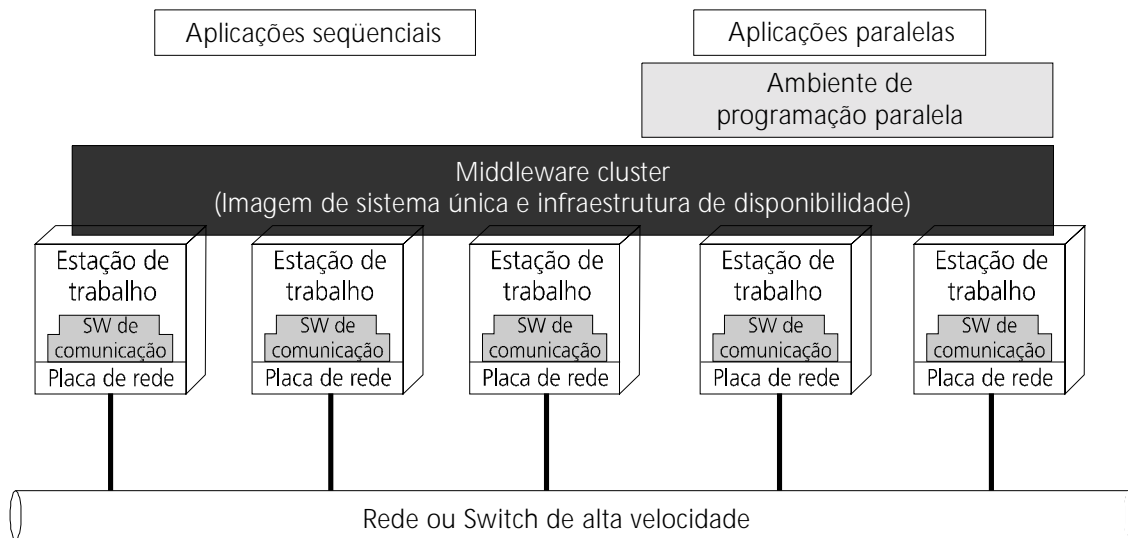 Aplicações seqüenciais
Aplicações paralelas
Ambiente de
programação paralela
Middleware cluster
(Imagem de sistema única e infraestrutura de disponibilidade)
Estação de
trabalho
SW de
comunicação
Placa de rede
Estação de
trabalho
SW de
comunicação
Placa de rede
Estação de
trabalho
SW de
comunicação
Placa de rede
Estação de
trabalho
SW de
comunicação
Placa de rede
Estação de
trabalho
SW de
comunicação
Placa de rede
Rede ou Switch de alta velocidade